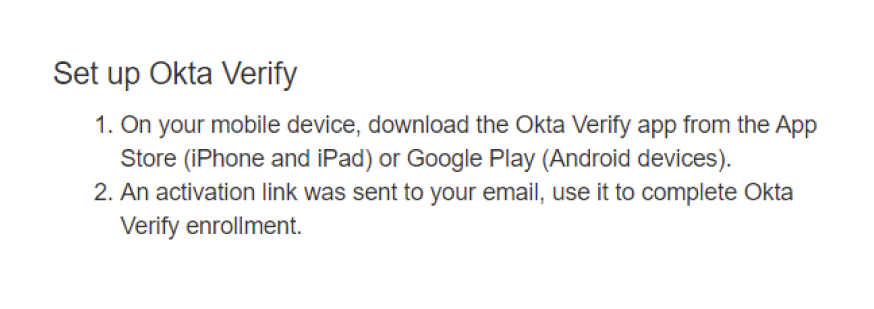 Set up Okta Verify
1. On your mobile device, download the Okta Verify app from the App
Store (iPhone and iPad) or Google Play (Android devices).
2. An activation link was sent to your email, use it to complete Okta
Verify enrollment.